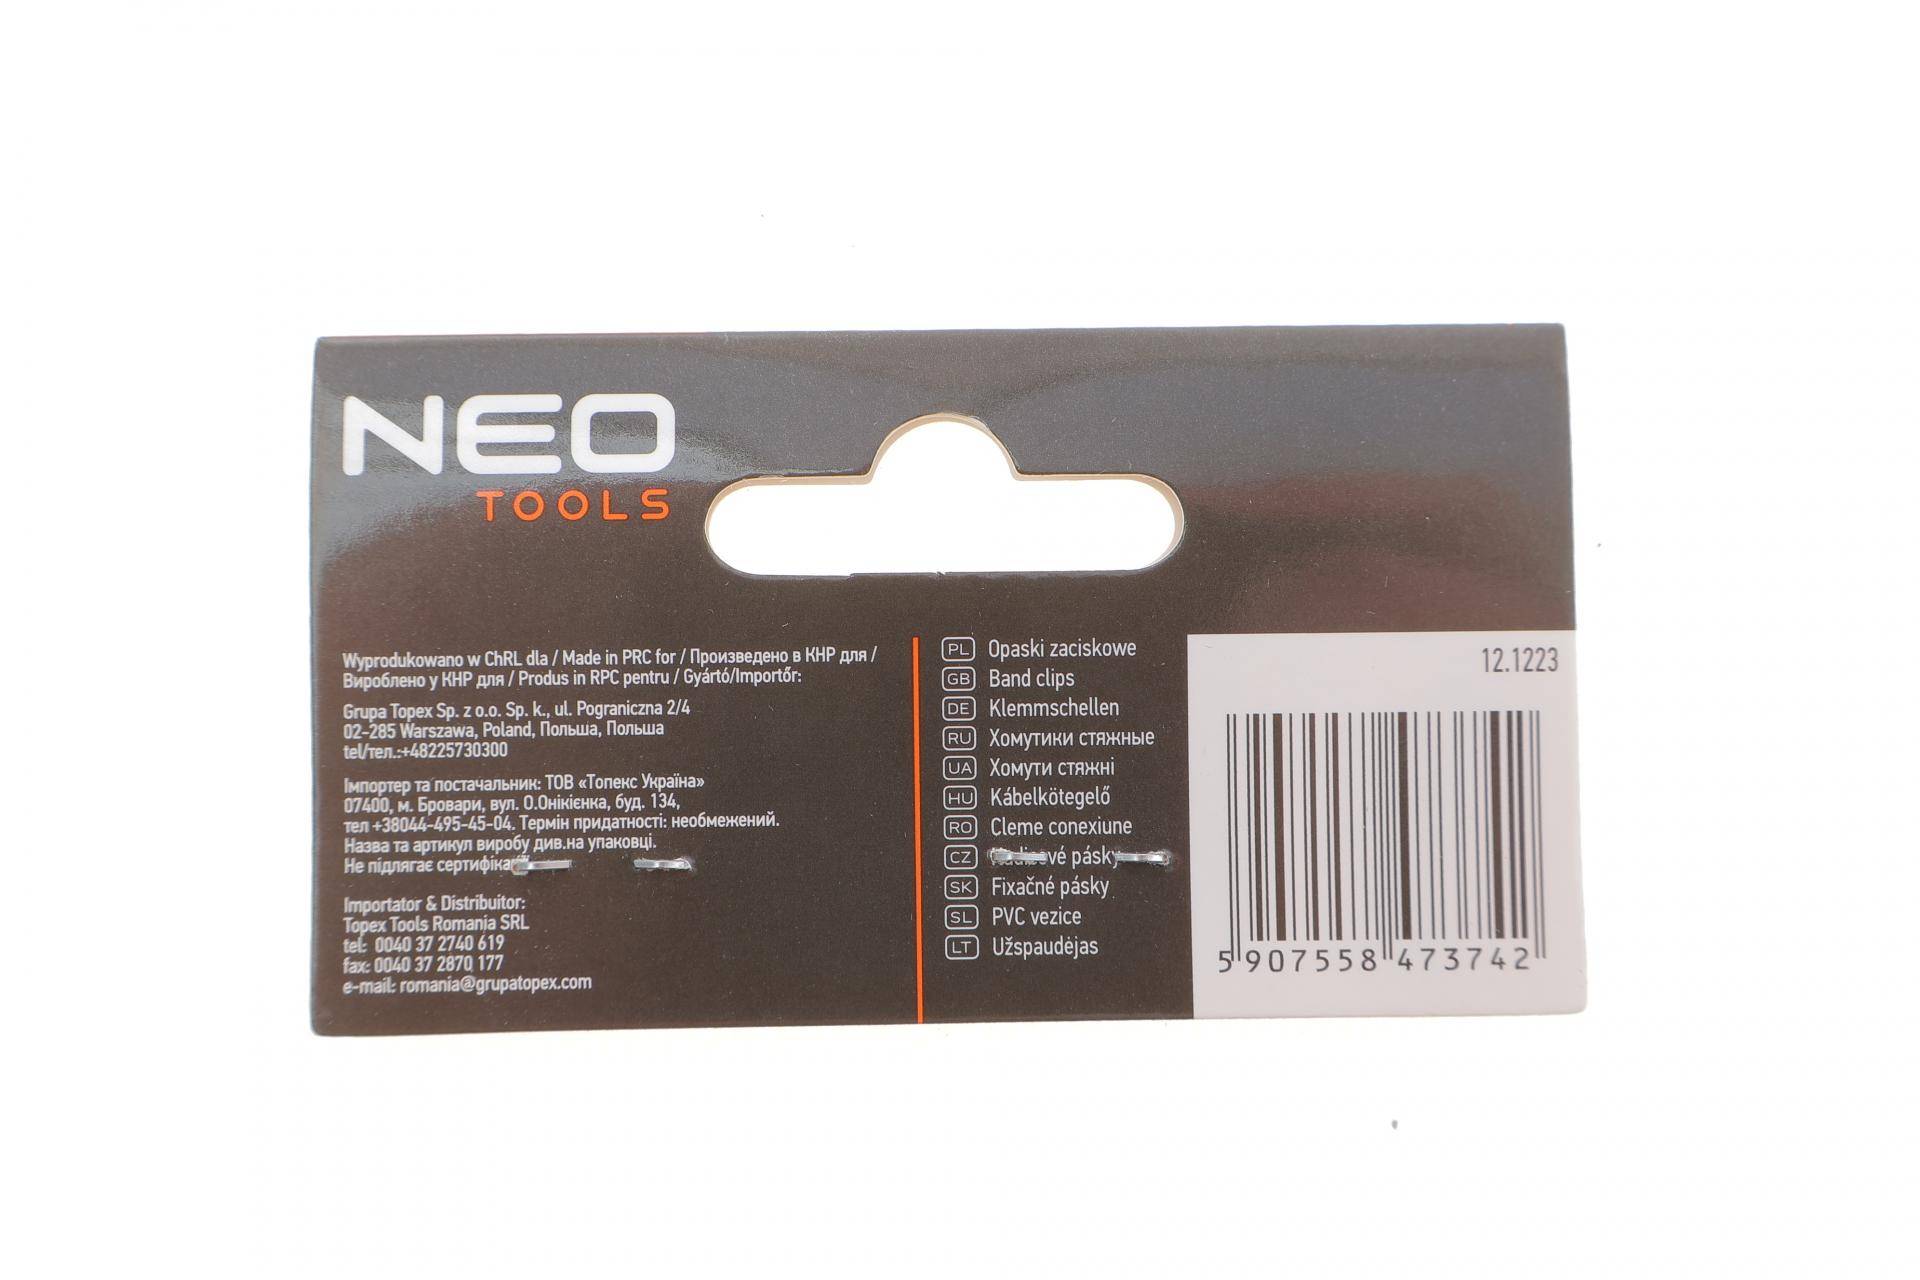 NEO
TOOLS
Wyprodukowano w ChRL dla / Made in PRC for / Произведено в КНР для /
Вироблено у КНР для / Produs in RPC pentru / Gyártó/Importőr:
Grupa Topex Sp. z o.o. Sp. k., ul. Pograniczna 2/4
02-285 Warszawa, Poland, Польша, Польща
tel/тел.:+48225730300
Імпортер та постачальник: ТОВ «Топекс Україна»
07400, м. Бровари, вул. О.Онікієнка, буд. 134,
тел +38044-495-45-04. Термін придатності: необмежений.
Назва та артикул виробу див.на упаковці.
Не підлягає
Importator & Distribuitor:
Topex Tools Romania SRL
tel: 0040 37 2740 619
fax: 0040 37 2870 177
e-mail: romania@grupatopex.com
PL Opaski zaciskowe
GB Band clips
DE Klemmschellen
RU Хомутики стяжные
UA Хомути стяжні
HU Kábelkötegelő
RO Cleme conexiune
CZ pásky
SK Fixačné pásky
SL PVC vezice
LT Užspaudėjas
12.1223
5 907558 473742